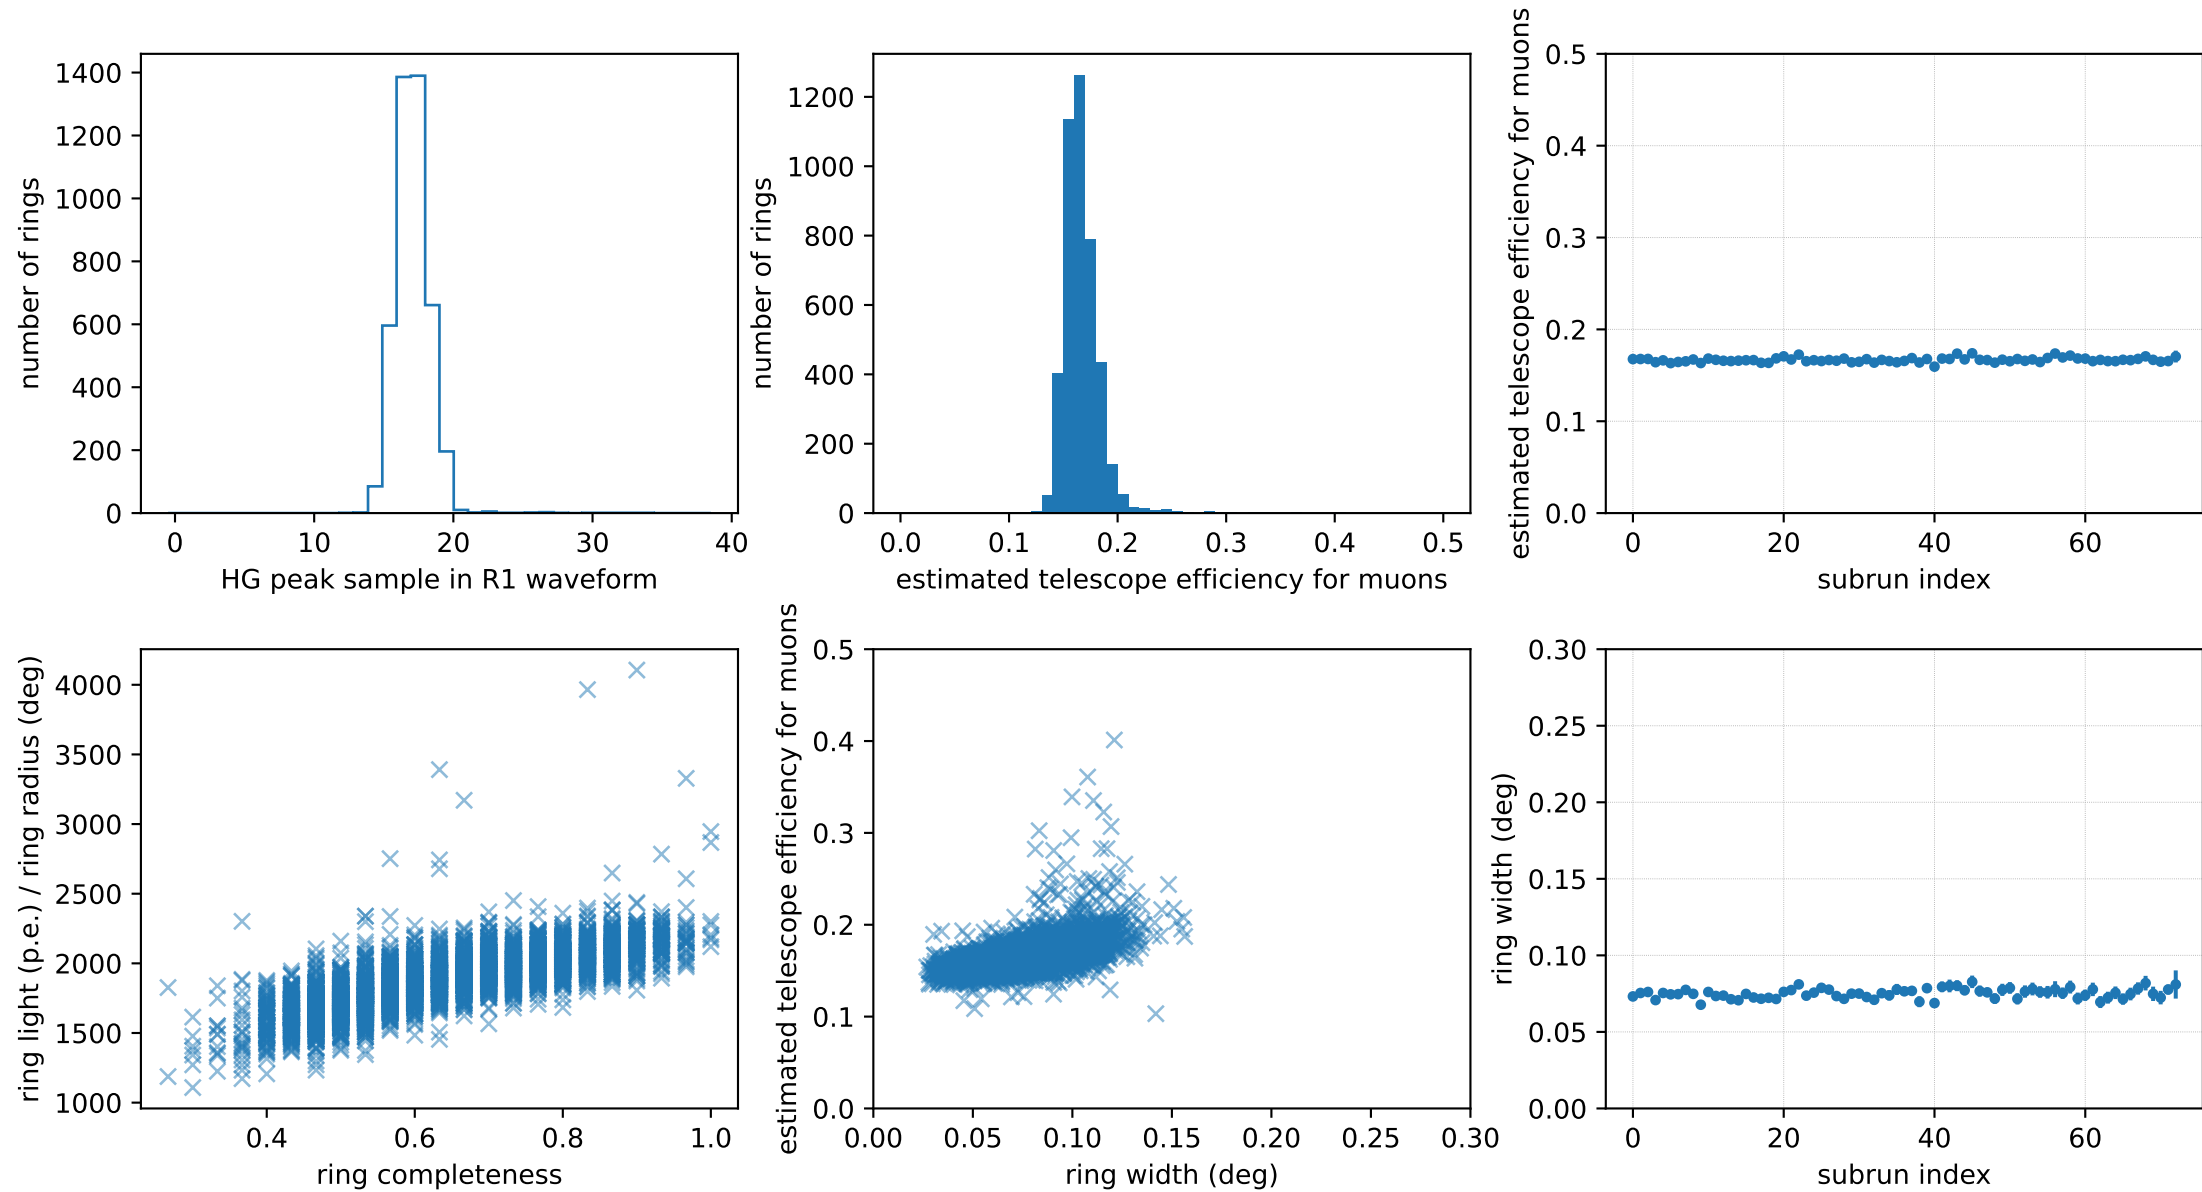 number of rings
1400
1200
1000
800
600
400
200
0
0 10 20 30 40
HG peak sample in R1 waveform
number of rings
1200
1000
800
600
400
200
0
0.0 0.1 0.2 0.3 0.4 0.5
estimated telescope efficiency for muons
estimated telescope efficiency for muons
0.5
0.4
0.3
0.2
0.1
0.0
0 20 40 60
subrun index
ring light (p.e.) / ring radius (deg)
4000
3500
3000
2500
2000
1500
1000
0.4 0.6 0.8 1.0
ring completeness
estimated telescope efficiency for muons
0.5
0.4
0.3
0.2
0.1
0.0
0.00 0.05 0.10 0.15 0.20 0.25 0.30
ring width (deg)
ring width (deg)
0.30
0.25
0.20
0.15
0.10
0.05
0.00
0 20 40 60
subrun index